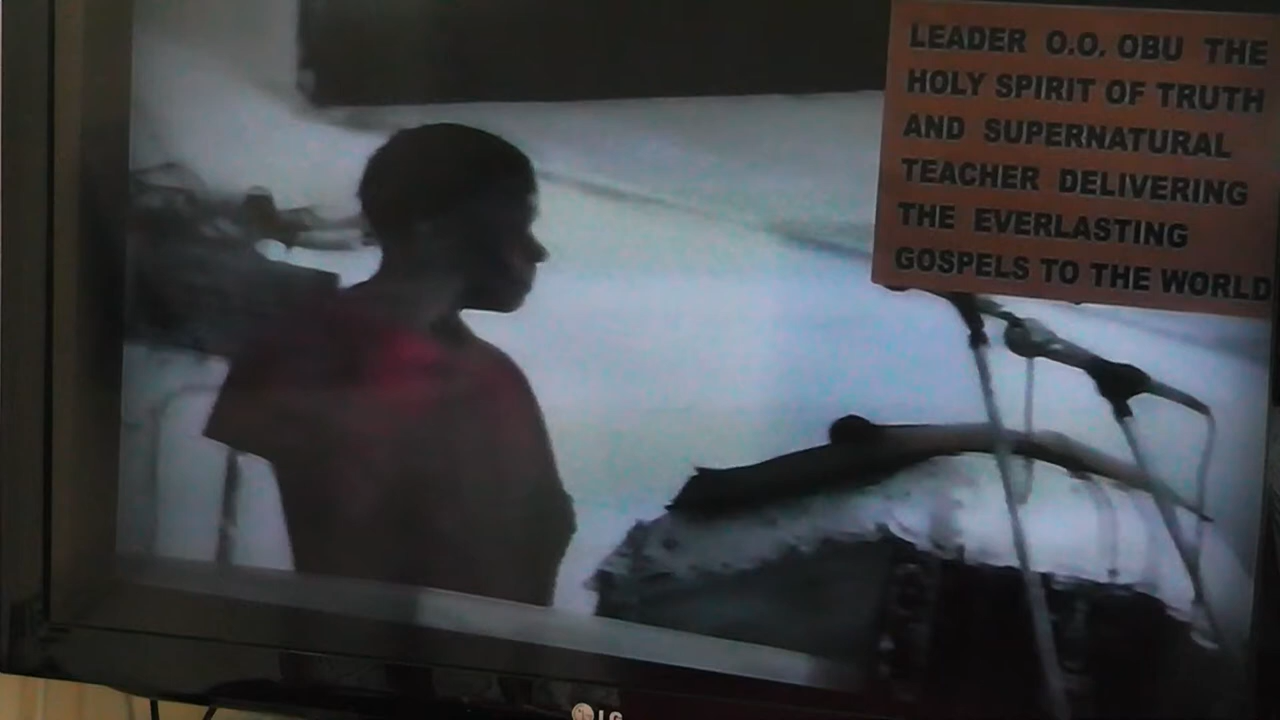 LEADER O.O. OBU THE
HOLY SPIRIT OF TRUTH
AND SUPERNATURAL
TEACHER DELIVERING
THE EVERLASTING
GOSPELS TO THE WORLD
LG